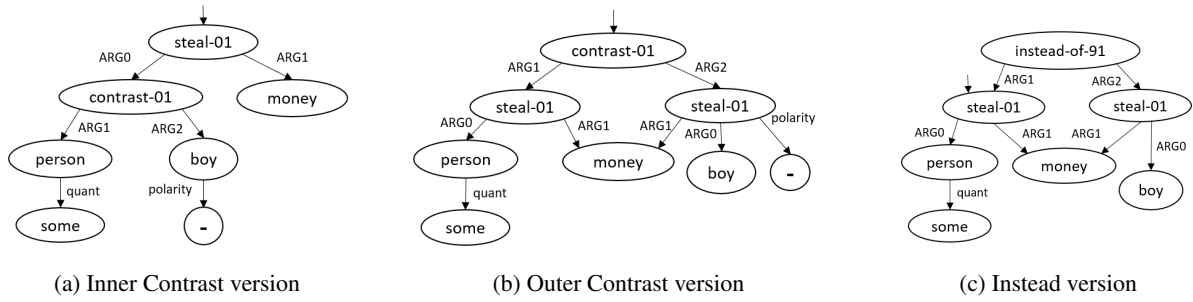 steal-01
ARG0 ARG1
contrast-01 money
ARG1 ARG2
person boy
quant polarity
some -
(a) Inner Contrast version
contrast-01
ARG1 ARG2
steal-01 steal-01
ARG0 ARG1 ARG1 ARG0 polarity
person money boy -
quant
some
(b) Outer Contrast version
instead-of-91
ARG1 ARG2
steal-01 steal-01
ARG0 ARG1 ARG1 ARG0
person money boy
quant
some
(c) Instead version